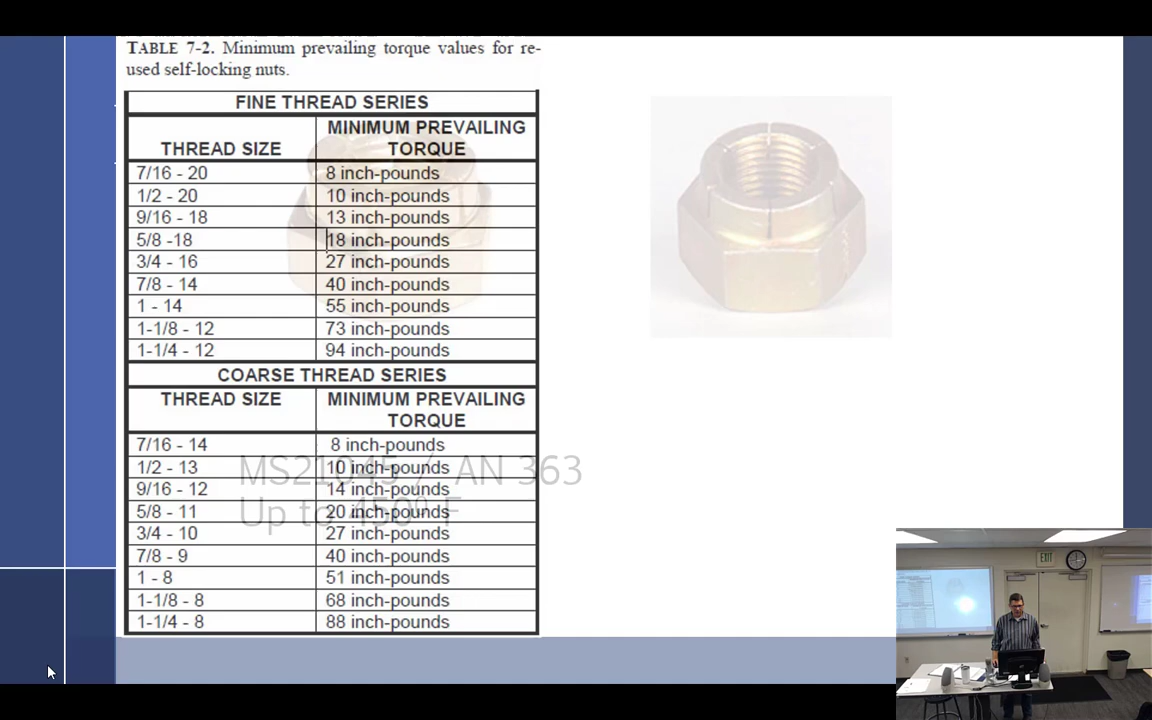 TABLE 7-2. Minimum prevailing torque values for re-
used self-locking nuts.
FINE THREAD SERIES
THREAD SIZE MINIMUM PREVAILING TORQUE
7/16 - 20 8 inch-pounds
1/2 - 20 10 inch-pounds
9/16 - 18 13 inch-pounds
5/8 -18 18 inch-pounds
3/4 - 16 27 inch-pounds
7/8 - 14 40 inch-pounds
1 - 14 55 inch-pounds
1-1/8 - 12 73 inch-pounds
1-1/4 - 12 94 inch-pounds
COARSE THREAD SERIES
THREAD SIZE MINIMUM PREVAILING TORQUE
7/16 - 14 8 inch-pounds
1/2 - 13 10 inch-pounds
9/16 - 12 14 inch-pounds
5/8 - 11 20 inch-pounds
3/4 - 10 27 inch-pounds
7/8 - 9 40 inch-pounds
1 - 8 51 inch-pounds
1-1/8 - 8 68 inch-pounds
1-1/4 - 8 88 inch-pounds
MS21045 / AN 363
Up to 450° F
EXIT